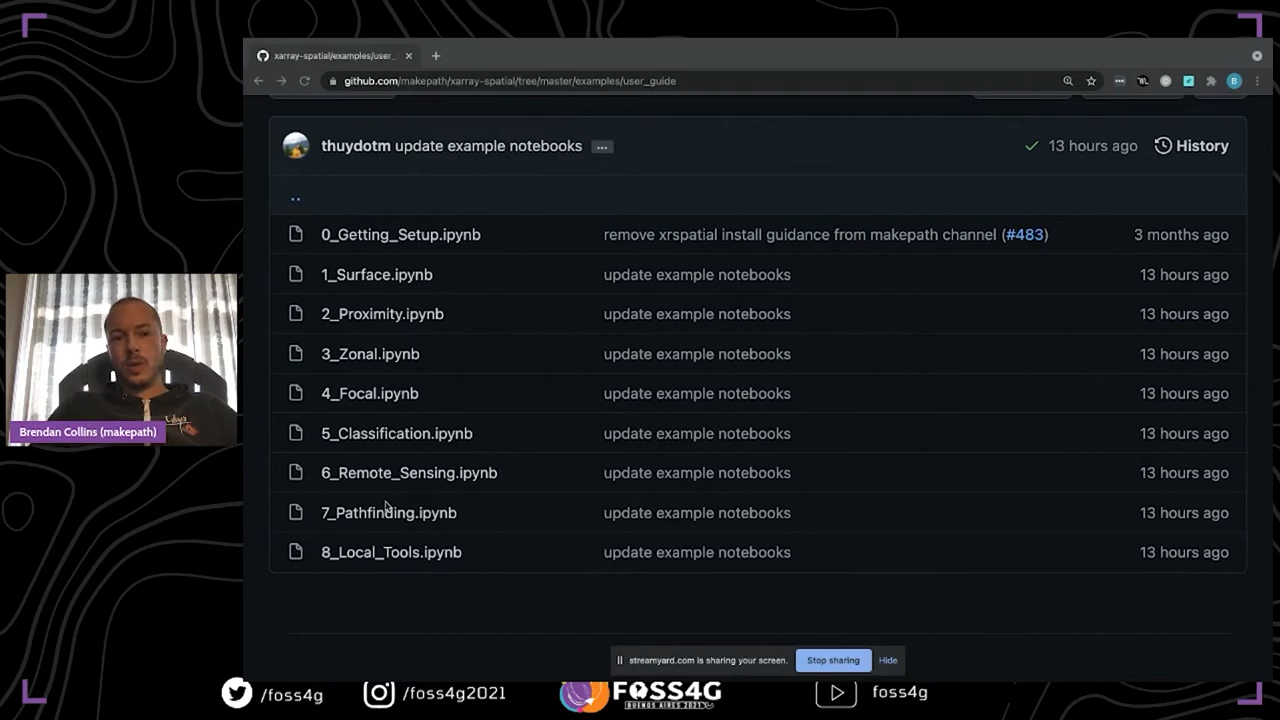 xarray-spatial/examples/user_
github.com/makepath/xarray-spatial/tree/master/examples/user_guide
B
thuydotm update example notebooks ...
13 hours ago
History
..
0_Getting_Setup.ipynb
remove xrspatial install guidance from makepath channel (#483)
3 months ago
1_Surface.ipynb
update example notebooks
13 hours ago
2_Proximity.ipynb
update example notebooks
13 hours ago
3_Zonal.ipynb
update example notebooks
13 hours ago
4_Focal.ipynb
update example notebooks
13 hours ago
5_Classification.ipynb
update example notebooks
13 hours ago
6_Remote_Sensing.ipynb
update example notebooks
13 hours ago
7_Pathfinding.ipynb
update example notebooks
13 hours ago
8_Local_Tools.ipynb
update example notebooks
13 hours ago
Brendan Collins (makepath)
streamyard.com is sharing your screen.
Stop sharing
Hide
/foss4g
/foss4g2021
FOSS4G
BUENOS AIRES 2021
foss4g